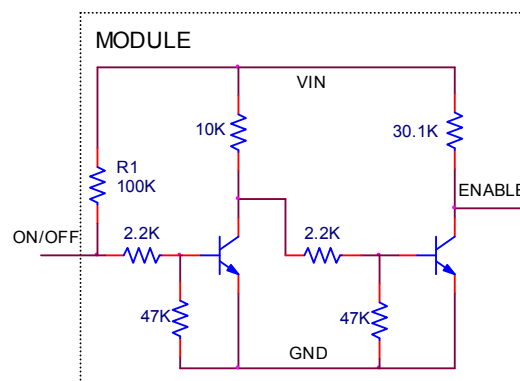 MODULE
VIN
10K
30.1K
R1
100K
ENABLE
ON/OFF
2.2K
2.2K
47K
47K
GND